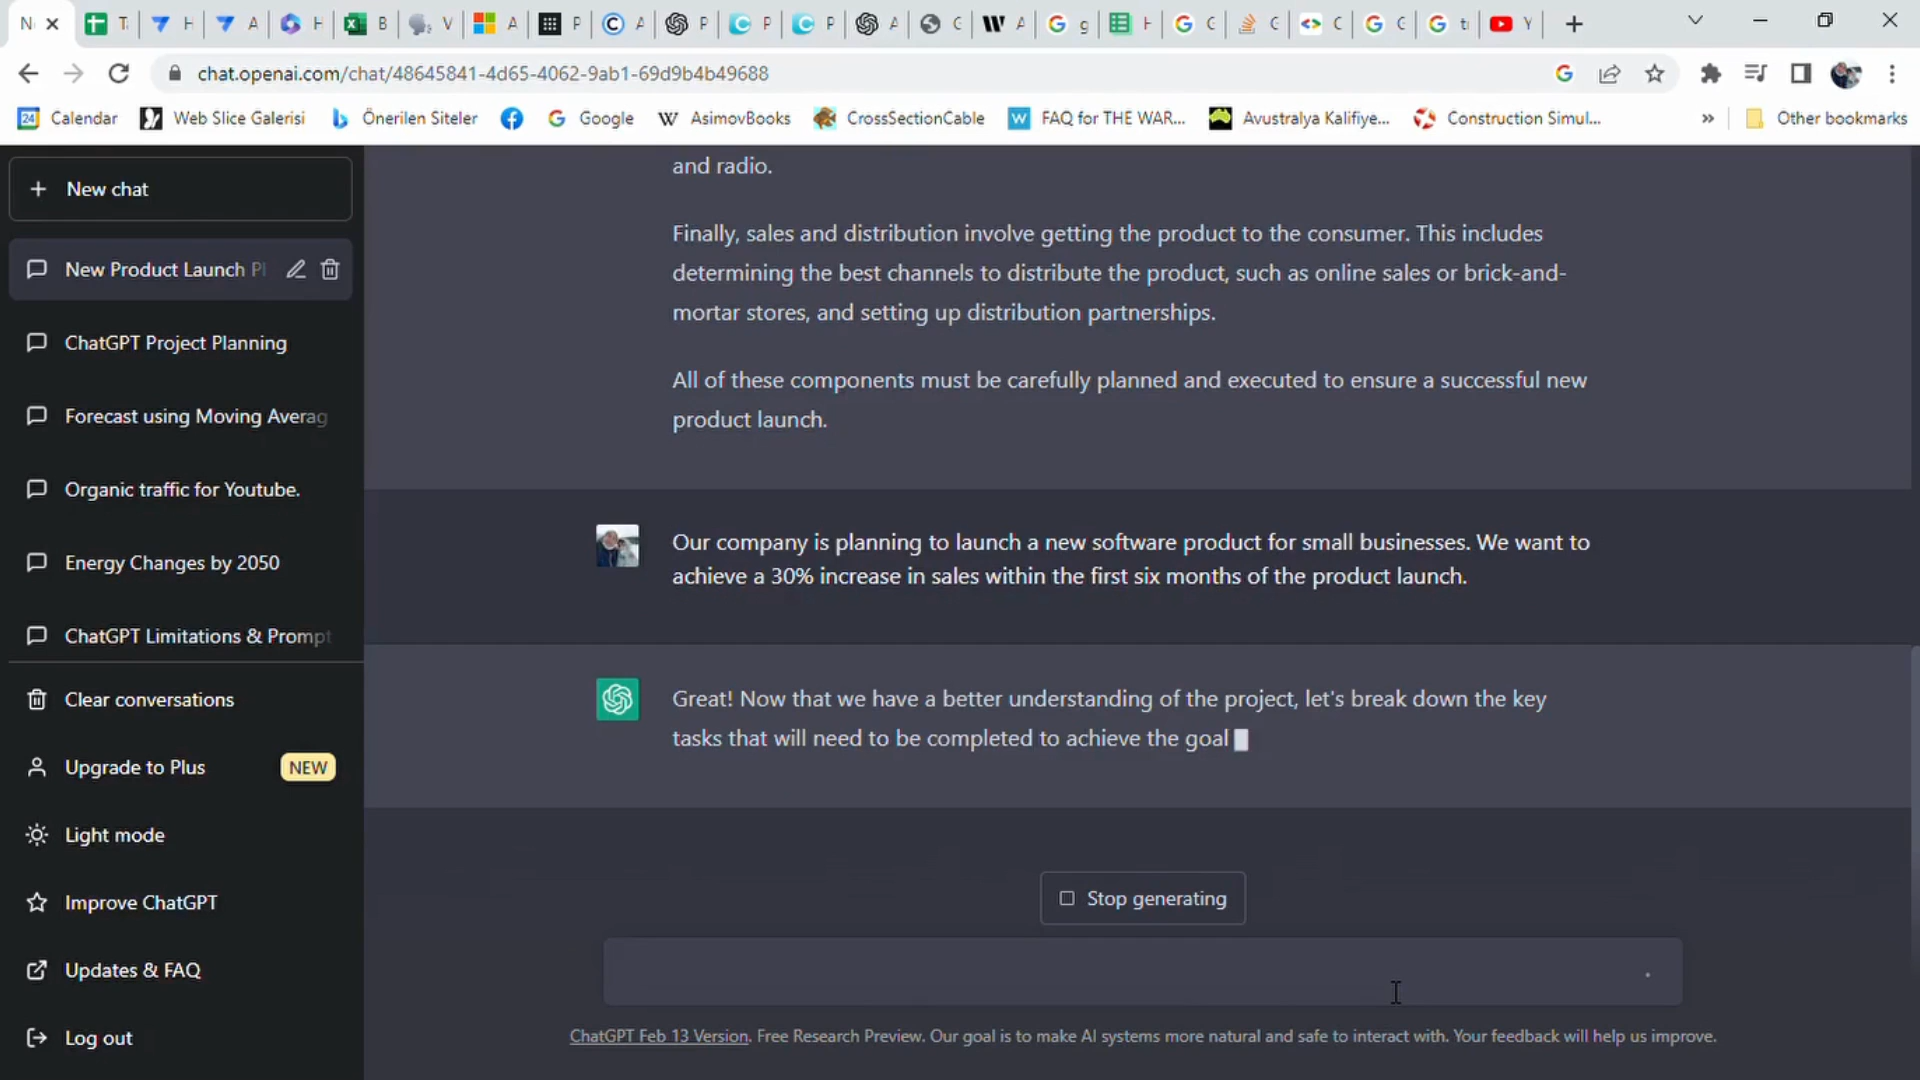 N
T
H
A
H
B
V
A
P
A
P
P
P
A
G
A
g
H
G
G
C
G
t
Y
chat.openai.com/chat/48645841-4d65-4062-9ab1-69d9b4b49688
24 Calendar
Web Slice Galerisi
Önerilen Siteler
Google
W AsimovBooks
CrossSectionCable
W FAQ for THE WAR...
Avustralya Kalifiye...
Construction Simul...
»
Other bookmarks
+ New chat
New Product Launch Pl
ChatGPT Project Planning
Forecast using Moving Averag
Organic traffic for Youtube.
Energy Changes by 2050
ChatGPT Limitations & Prompt
Clear conversations
Upgrade to Plus NEW
Light mode
Improve ChatGPT
Updates & FAQ
Log out
and radio.
Finally, sales and distribution involve getting the product to the consumer. This includes
determining the best channels to distribute the product, such as online sales or brick-and-
mortar stores, and setting up distribution partnerships.
All of these components must be carefully planned and executed to ensure a successful new
product launch.
Our company is planning to launch a new software product for small businesses. We want to
achieve a 30% increase in sales within the first six months of the product launch.
Great! Now that we have a better understanding of the project, let's break down the key
tasks that will need to be completed to achieve the goal
Stop generating
ChatGPT Feb 13 Version. Free Research Preview. Our goal is to make AI systems more natural and safe to interact with. Your feedback will help us improve.